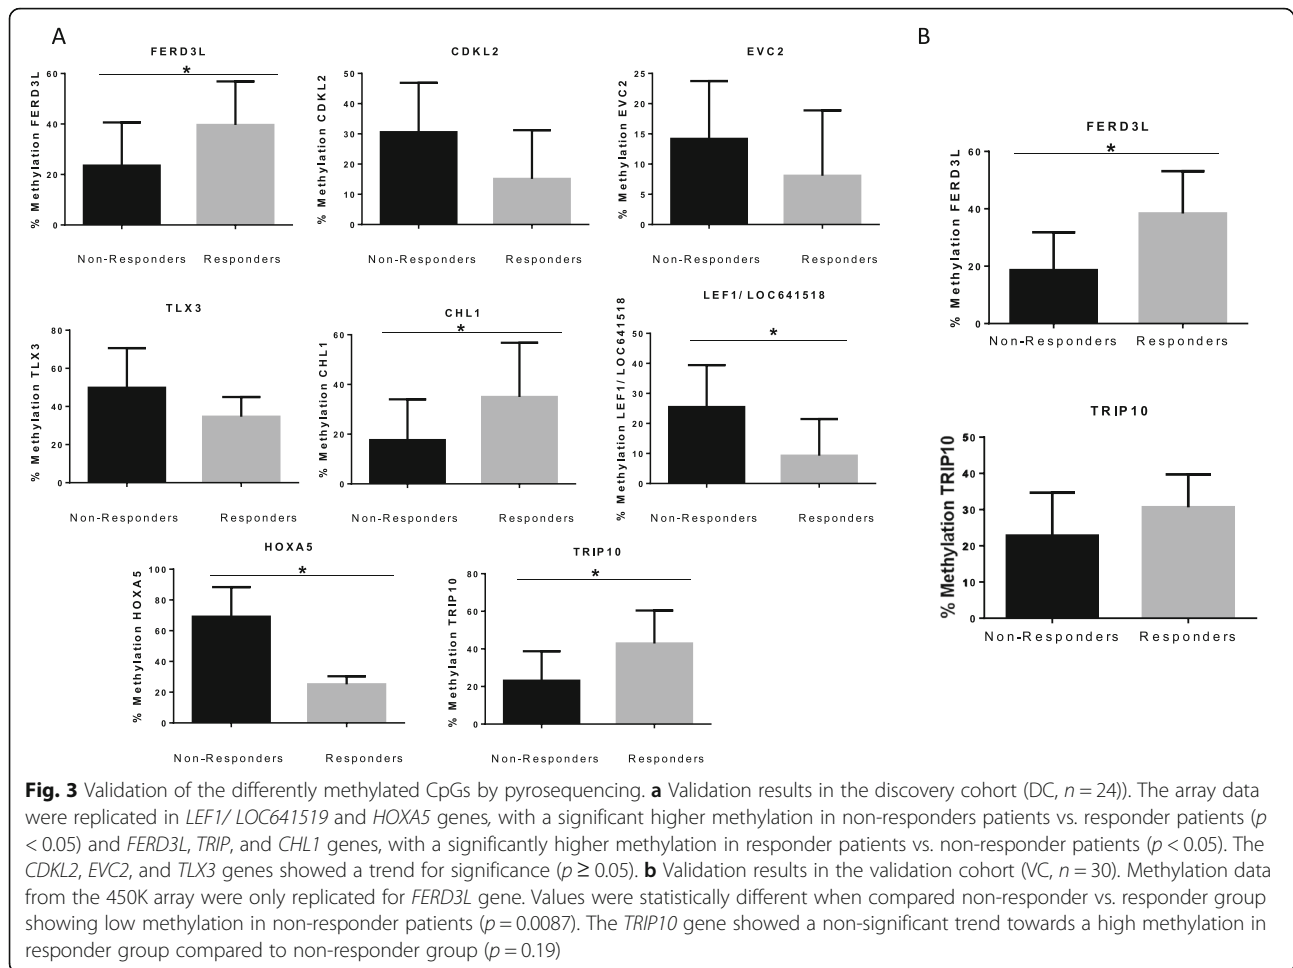 A
B
FERD3L
*
% Methylation FERD3L
60
40
20
0
Non-Responders Responders
CDKL2
% Methylation CDKL2
50
40
30
20
10
0
Non-Responders Responders
EVC2
% Methylation EVC2
25
20
15
10
5
0
Non-Responders Responders
TLX3
% Methylation TLX3
80
60
40
20
0
Non-Responders Responders
CHL1
*
% Methylation CHL1
60
40
20
0
Non-Responders Responders
LEF1/ LOC641518
*
% Methylation LEF1/ LOC641518
50
40
30
20
10
0
Non-Responders Responders
HOXA5
*
% Methylation HOXA5
100
80
60
40
20
0
Non-Responders Responders
TRIP10
*
% Methylation TRIP10
80
60
40
20
0
Non-Responders Responders
FERD3L
*
% Methylation FERD3L
60
40
20
0
Non-Responders Responders
TRIP10
% Methylation TRIP10
50
40
30
20
10
0
Non-Responders Responders
Fig. 3 Validation of the differently methylated CpGs by pyrosequencing. a Validation results in the discovery cohort (DC, n = 24)). The array data
were replicated in LEF1/ LOC641519 and HOXA5 genes, with a significant higher methylation in non-responders patients vs. responder patients (p
< 0.05) and FERD3L, TRIP, and CHL1 genes, with a significantly higher methylation in responder patients vs. non-responder patients (p < 0.05). The
CDKL2, EVC2, and TLX3 genes showed a trend for significance (p ≥ 0.05). b Validation results in the validation cohort (VC, n = 30). Methylation data
from the 450K array were only replicated for FERD3L gene. Values were statistically different when compared non-responder vs. responder group
showing low methylation in non-responder patients (p = 0.0087). The TRIP10 gene showed a non-significant trend towards a high methylation in
responder group compared to non-responder group (p = 0.19)